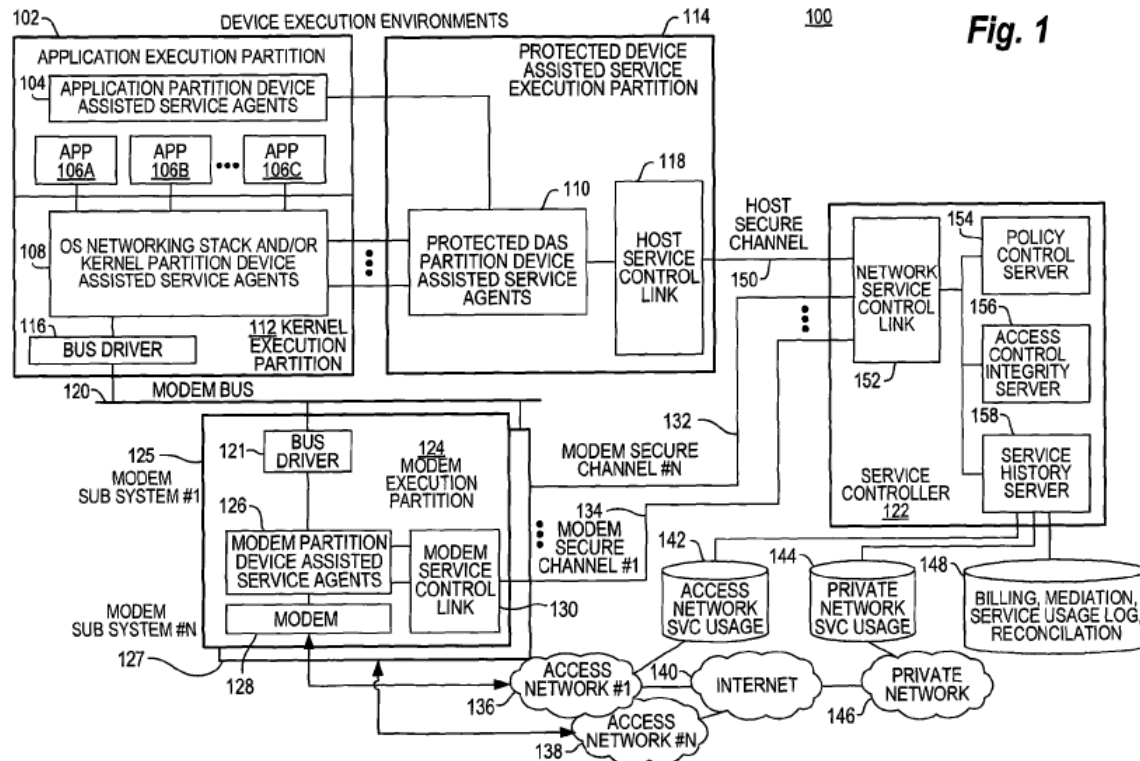 DEVICE EXECUTION ENVIRONMENTS
100
Fig. 1
102
APPLICATION EXECUTION PARTITION
104
APPLICATION PARTITION DEVICE
ASSISTED SERVICE AGENTS
APP
106A
APP
106B
APP
106C
108
OS NETWORKING STACK AND/OR
KERNEL PARTITION DEVICE
ASSISTED SERVICE AGENTS
116
BUS DRIVER
112 KERNEL
EXECUTION
PARTITION
114
PROTECTED DEVICE
ASSISTED SERVICE
EXECUTION PARTITION
110
PROTECTED DAS
PARTITION DEVICE
ASSISTED SERVICE
AGENTS
118
HOST
SERVICE
CONTROL
LINK
HOST
SECURE
CHANNEL
150
NETWORK
SERVICE
CONTROL
LINK
152
154
POLICY
CONTROL
SERVER
156
ACCESS
CONTROL
INTEGRITY
SERVER
158
SERVICE
HISTORY
SERVER
SERVICE
CONTROLLER
122
120
MODEM BUS
125
MODEM
SUB SYSTEM #1
121
BUS
DRIVER
124
MODEM
EXECUTION
PARTITION
126
MODEM PARTITION
DEVICE ASSISTED
SERVICE AGENTS
MODEM
SERVICE
CONTROL
LINK
130
MODEM
128
MODEM
SUB SYSTEM #N
127
132
MODEM SECURE
CHANNEL #N
134
MODEM
SECURE
CHANNEL #1
142
ACCESS
NETWORK
SVC USAGE
144
PRIVATE
NETWORK
SVC USAGE
148
BILLING, MEDIATION,
SERVICE USAGE LOG,
RECONCILATION
ACCESS
NETWORK #1
136
140
INTERNET
PRIVATE
NETWORK
146
ACCESS
NETWORK #N
138